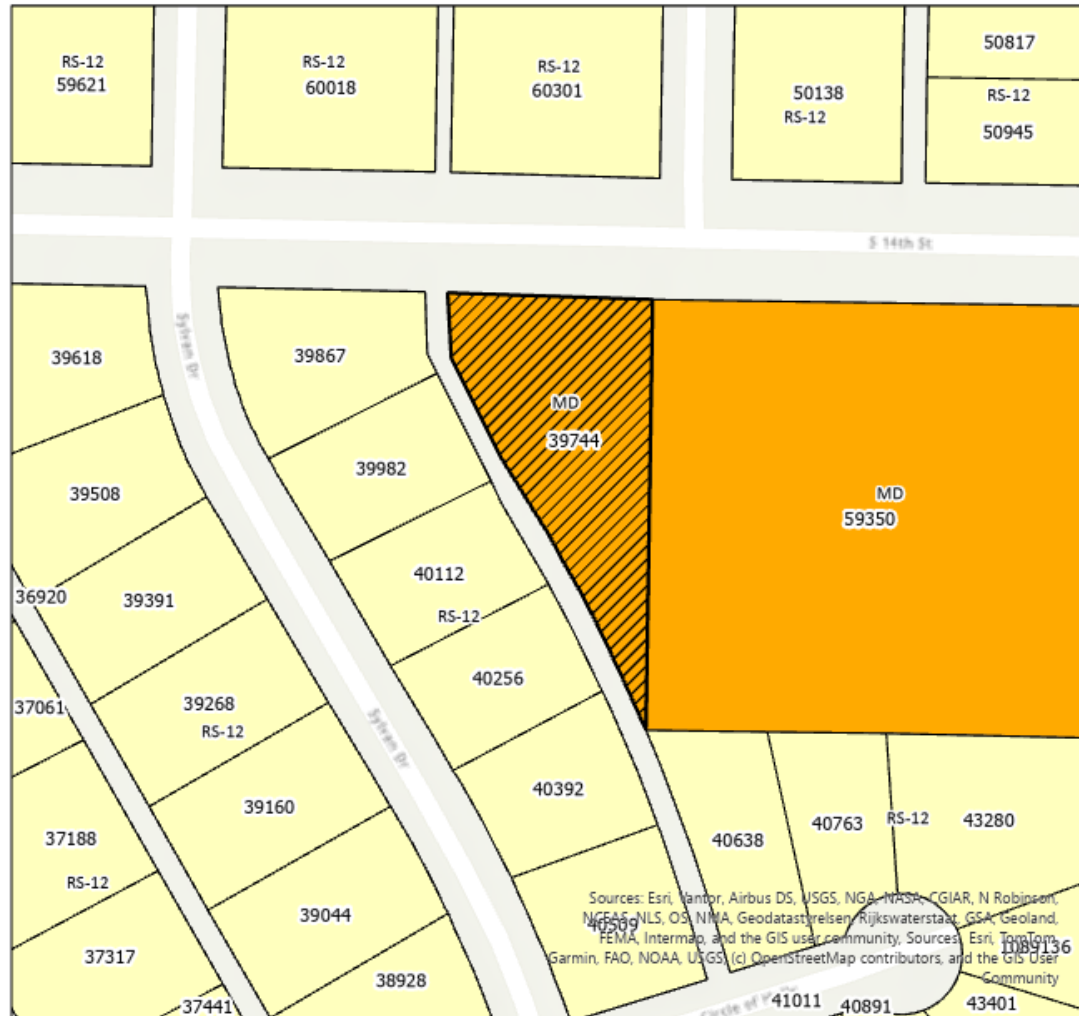 50817
RS-12
59621
RS-12
60018
RS-12
60301
50138
RS-12
RS-12
50945
S 14th St
39618
Sylvan Dr
39867
MD
39744
39982
39508
MD
59350
40112
36920
39391
RS-12
40256
37061
39268
RS-12
Sylvan Dr
40392
39160
37188
RS-12
40638
40763
RS-12
43280
39044
Sources: Esri, Vantor, Airbus DS, USGS, NGA, NASA, CGIAR, N Robinson,
NCEAS, NLS, OS, NMA, Geodatastyrelsen, Rijkswaterstaat, GSA, Geoland,
FEMA, Intermap, and the GIS user community, Sources: Esri, TomTom,
Garmin, FAO, NOAA, USGS, (c) OpenStreetMap contributors, and the GIS User
Community
40509
1089136
37317
38928
37441
Circle of
41011
40891
43401